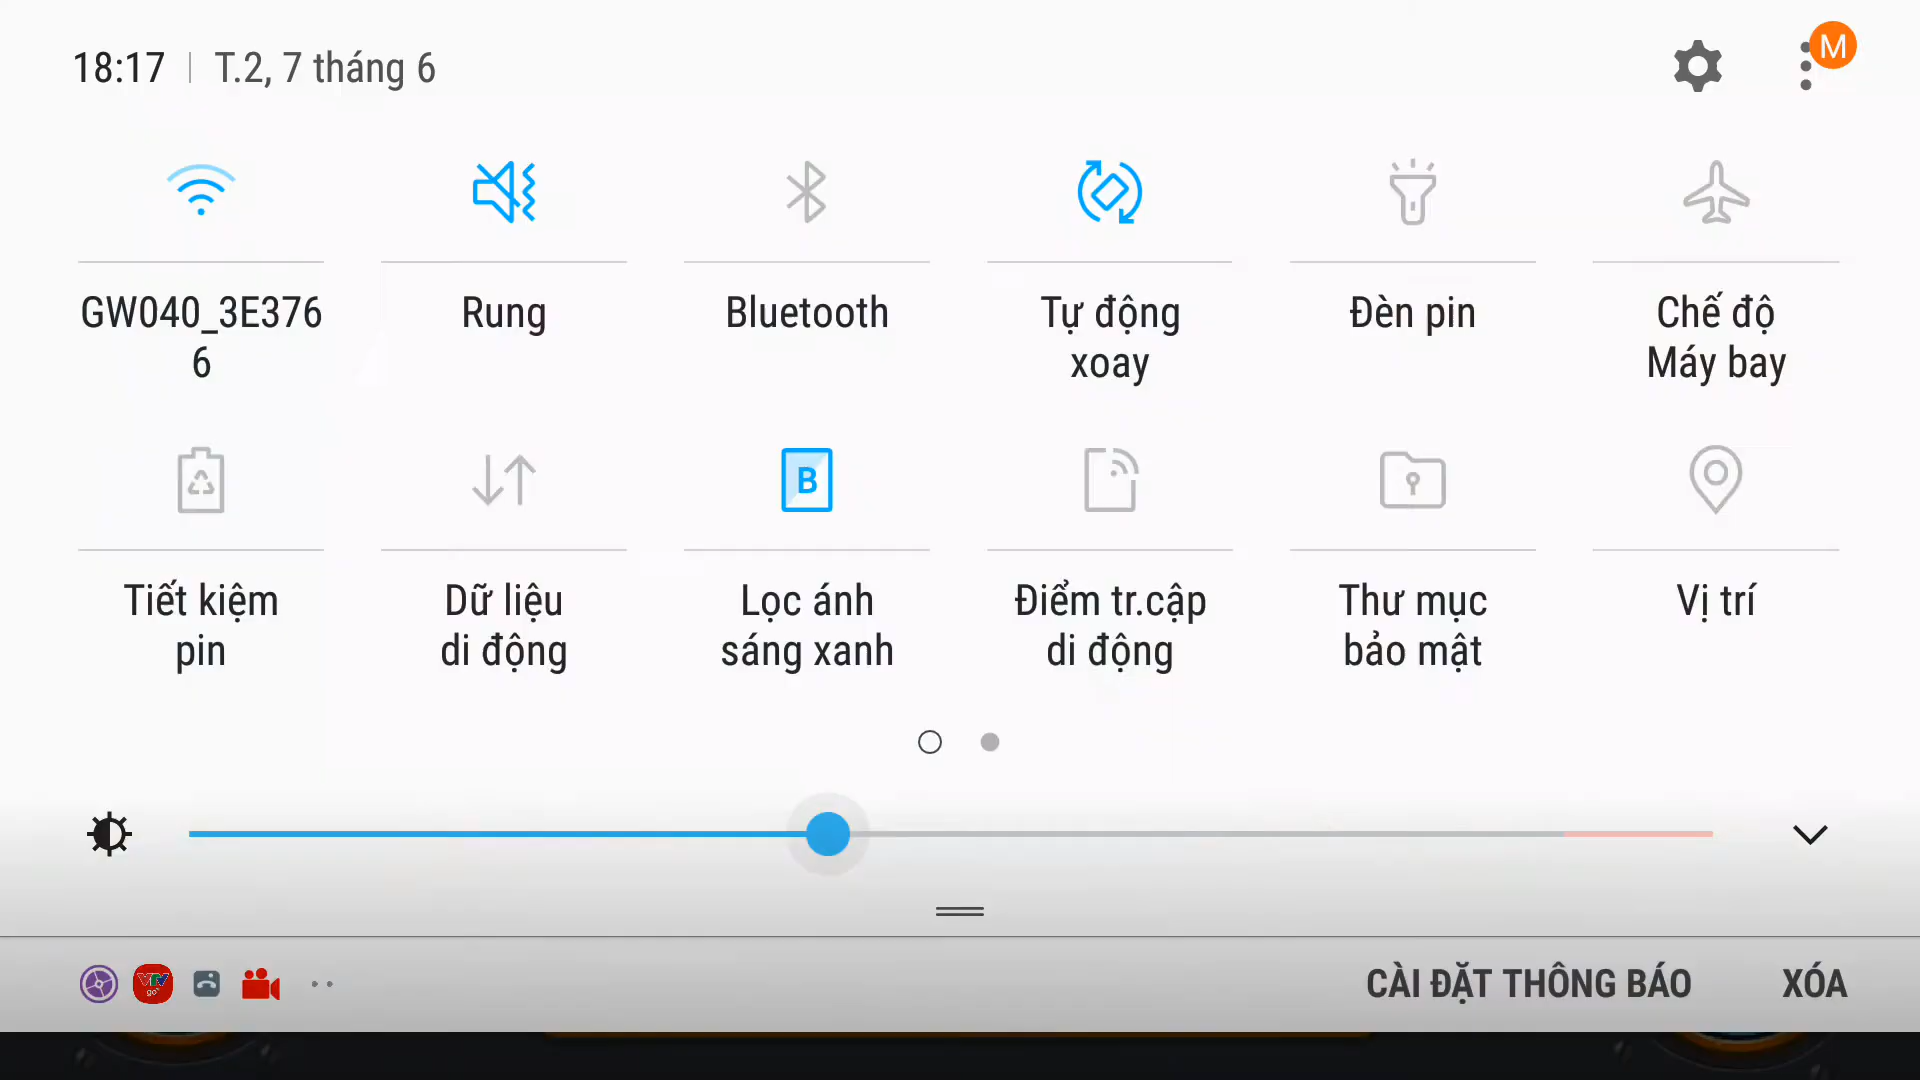 18:17 | T.2, 7 tháng 6
M
GW040_3E376
6
Rung
Bluetooth
Tự động
xoay
Đèn pin
Chế độ
Máy bay
B
Tiết kiệm
pin
Dữ liệu
di động
Lọc ánh
sáng xanh
Điểm tr.cập
di động
Thư mục
bảo mật
Vị trí
VTV
go
CÀI ĐẶT THÔNG BÁO
XÓA